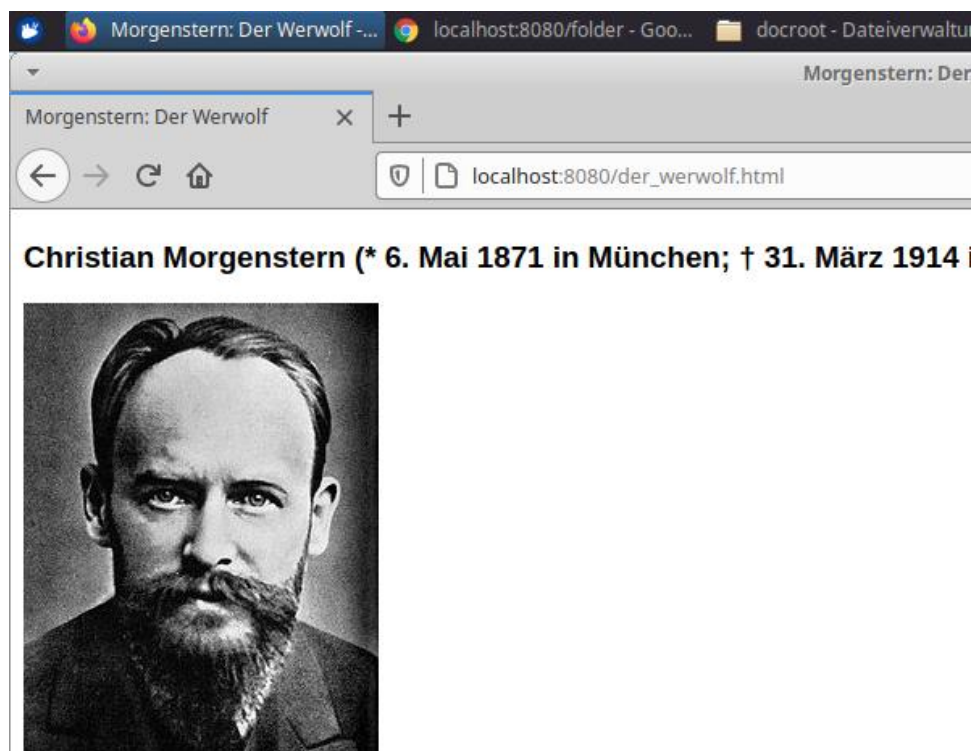 Morgenstern: Der Werwolf -... localhost:8080/folder - Goo... docroot - Dateiverwaltu
Morgenstern: Der
Morgenstern: Der Werwolf
localhost:8080/der_werwolf.html
Christian Morgenstern (* 6. Mai 1871 in München; † 31. März 1914 i